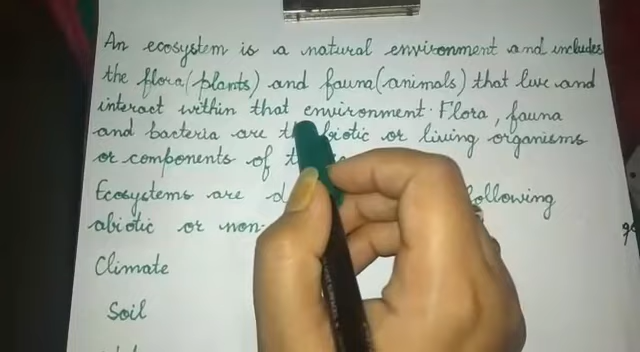 An ecosystem is a natural environment and includes
the flora(plants) and fauna(animals) that live and
interact within that environment. Flora, fauna
and bacteria are the biotic or living organisms
or components of
Ecosystems are following
abiotic or non-
Climate
Soil